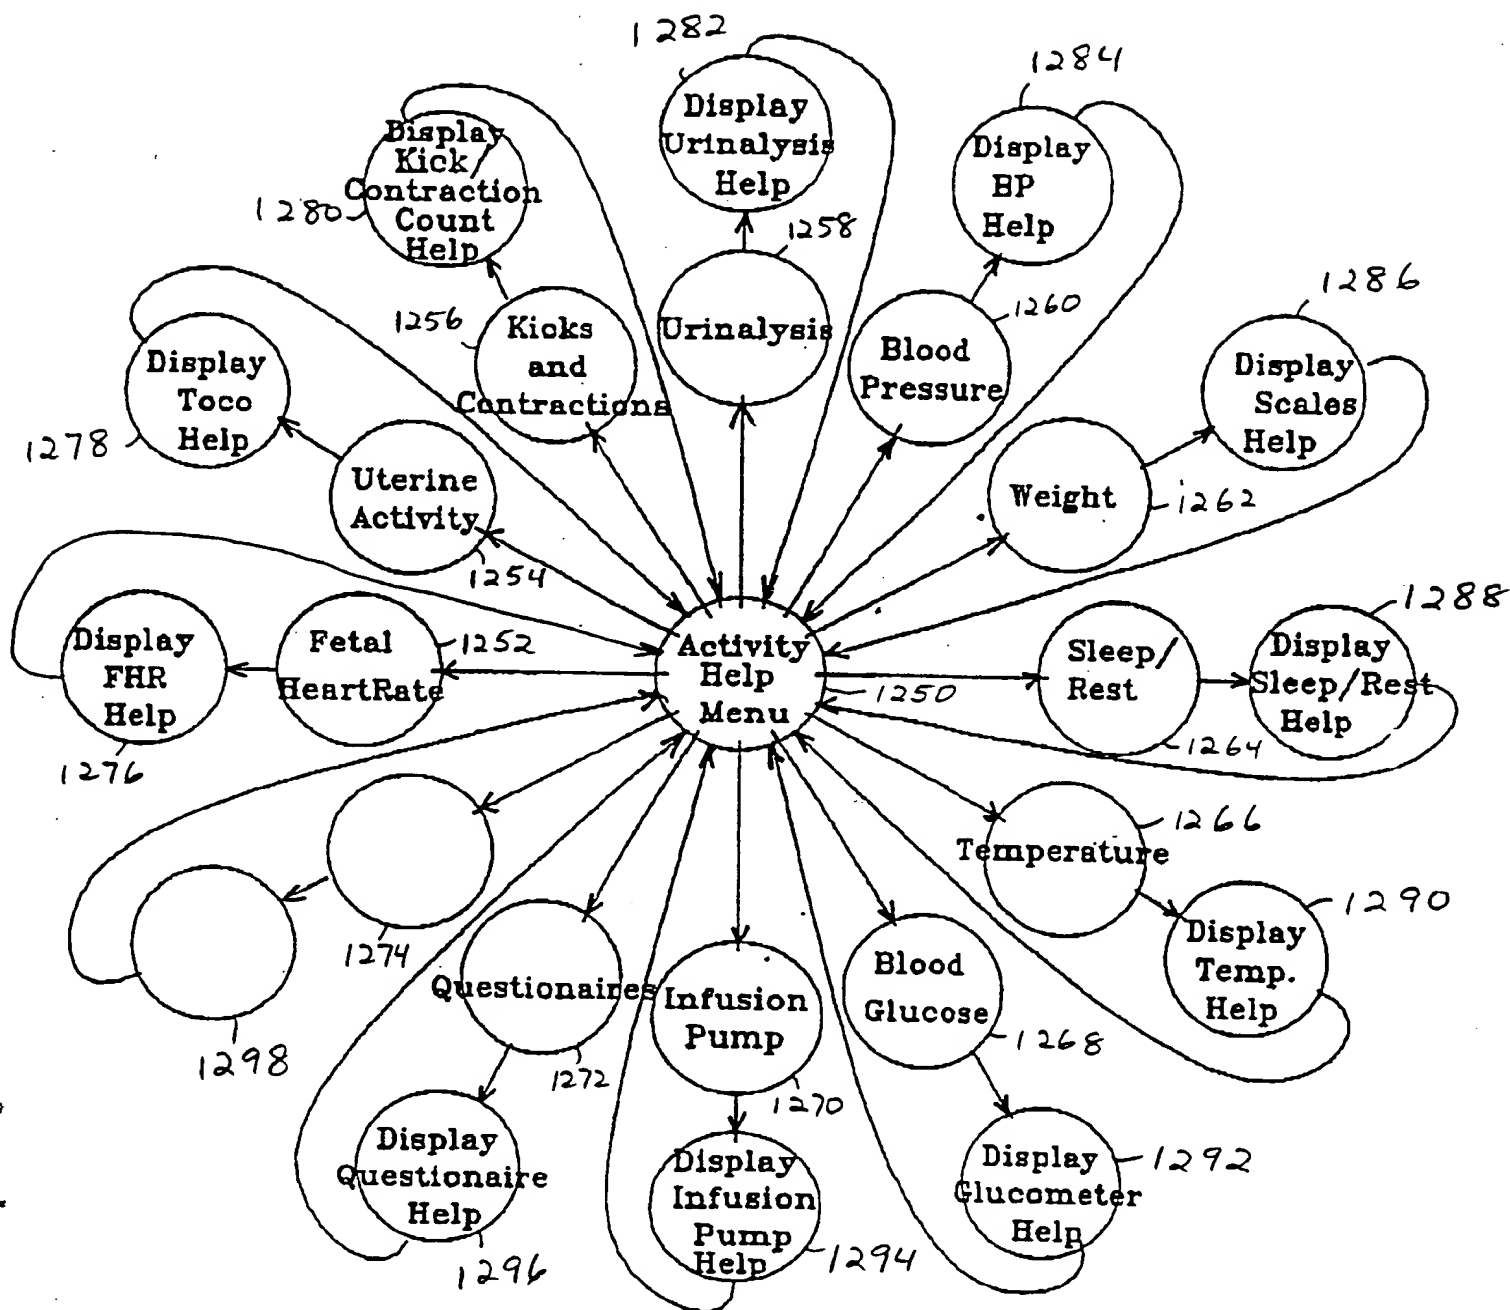 1282
Display
Urinalysis
Help
1284
Display
BP
Help
Display
Kick/
Contraction
Count
Help
1280
1258
Urinalysis
1286
Display
Scales
Help
1256
Kicks
and
Contractions
1260
Blood
Pressure
Display
Toco
Help
1278
Uterine
Activity
1254
Weight
1262
1288
Display
Sleep/Rest
Help
Sleep/
Rest
1264
Activity
Help
Menu
1250
1252
Fetal
HeartRate
Display
FHR
Help
1276
1266
Temperature
1290
Display
Temp.
Help
1274
1298
Questionaires
1272
Infusion
Pump
1270
Blood
Glucose
1268
Display
Questionaire
Help
1296
Display
Infusion
Pump
Help
1294
Display
Glucometer
Help
1292